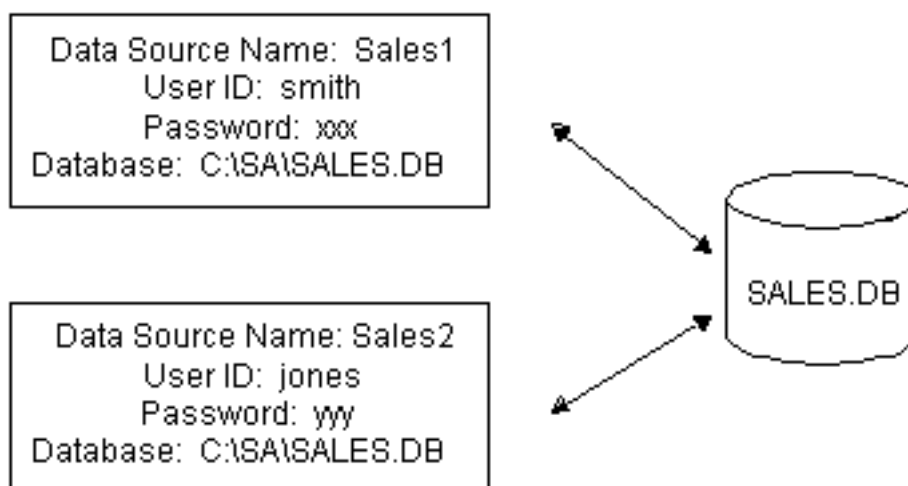 Data Source Name: Sales1
User ID: smith
Password: xxx
Database: C:\SA\SALES.DB
SALES.DB
Data Source Name: Sales2
User ID: jones
Password: yyy
Database: C:\SA\SALES.DB